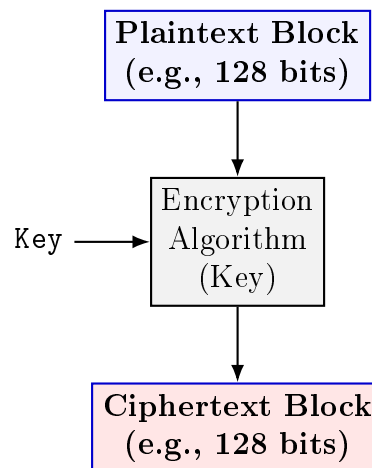 Plaintext Block
(e.g., 128 bits)
Encryption
Algorithm
(Key)
Key
Ciphertext Block
(e.g., 128 bits)